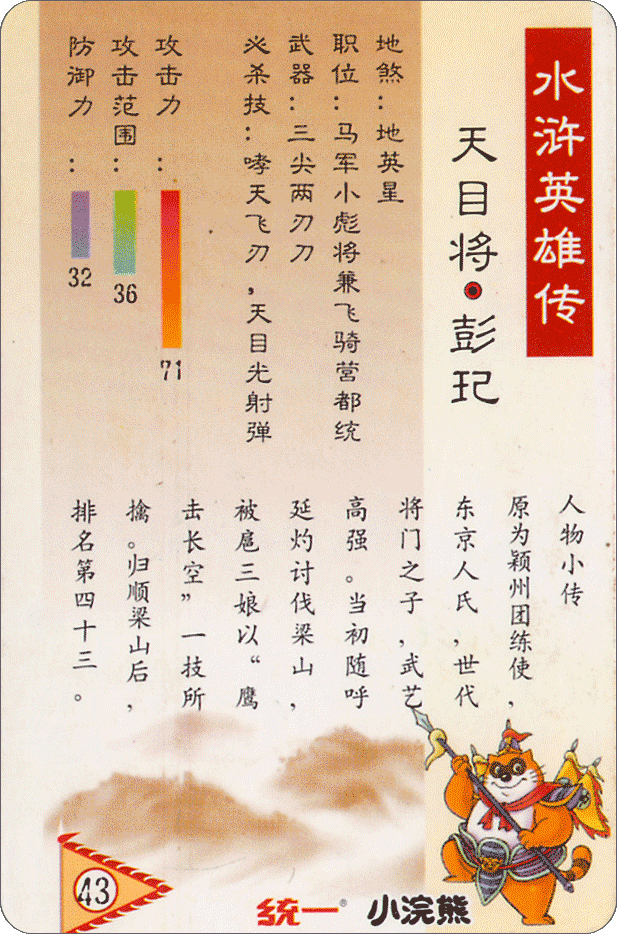 水浒英雄传
天目将·彭玘
地煞：地英星
职位：马军小彪将兼飞骑营都统
武器：三尖两刃刀
必杀技：哮天飞刃，天目光射弹
攻击力：
71
攻击范围：
36
防御力：
32
人物小传
原为颖州团练使，
东京人氏，世代
将门之子，武艺
高强。当初随呼
延灼讨伐梁山，
被扈三娘以“鹰
击长空”一技所
擒。归顺梁山后，
排名第四十三。
43
统一®
小浣熊